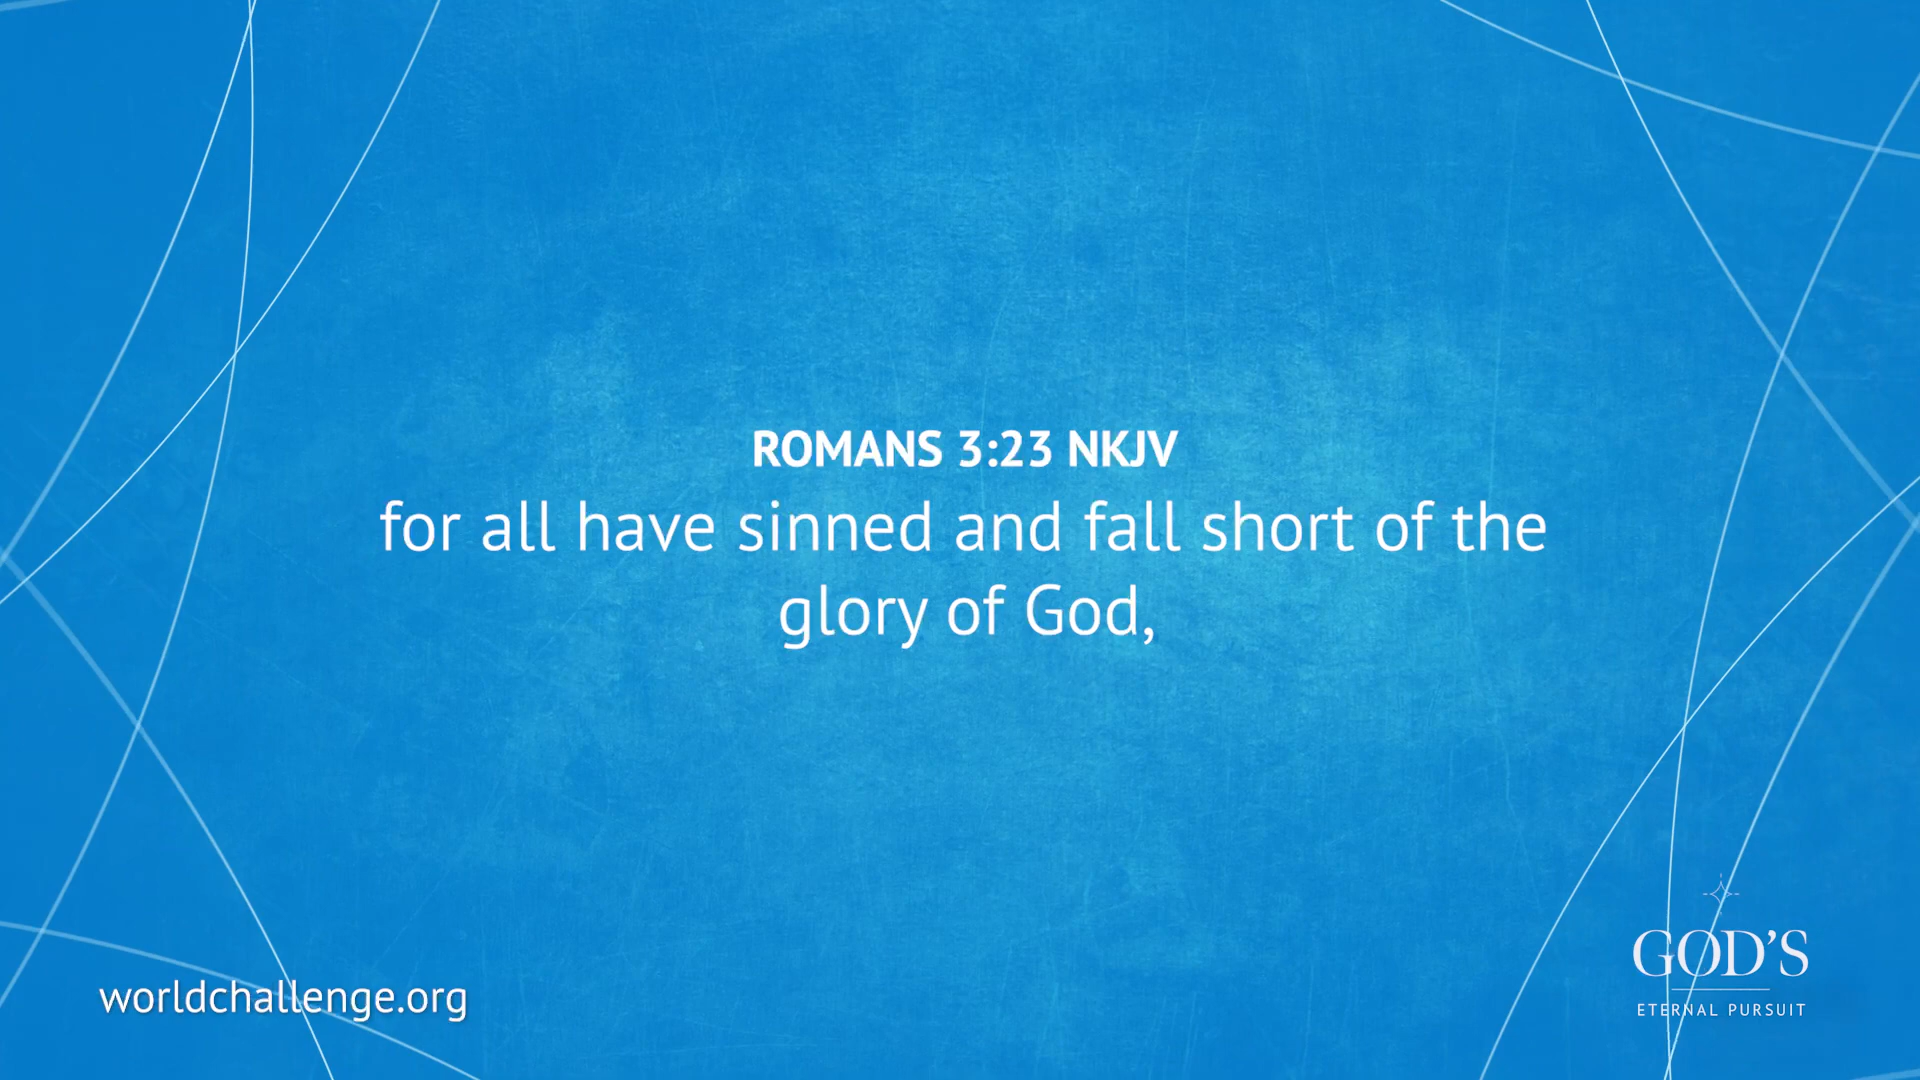 ROMANS 3:23 NKJV
for all have sinned and fall short of the
glory of God,
worldchallenge.org
GOD'S
ETERNAL PURSUIT